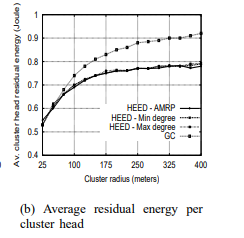 Av. cluster head residual energy (Joule)
1
0.9
0.8
0.7
0.6
0.5
0.4
HEED - AMRP
HEED - Min degree
HEED - Max degree
GC
25 100 175 250 325 400
Cluster radius (meters)
(b) Average residual energy per
cluster head